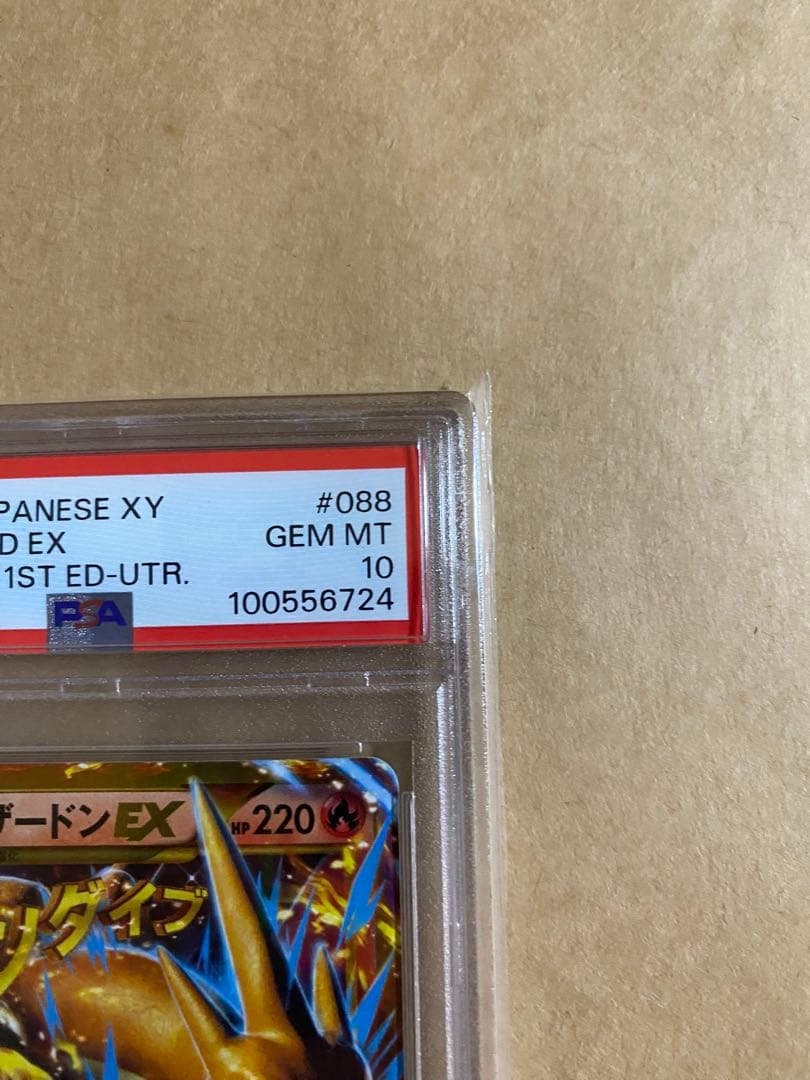 PANESE XY #088
D EX GEM MT
1ST ED-UTR. 10
PSA 100556724
ザードンEX HP220
ダイブ